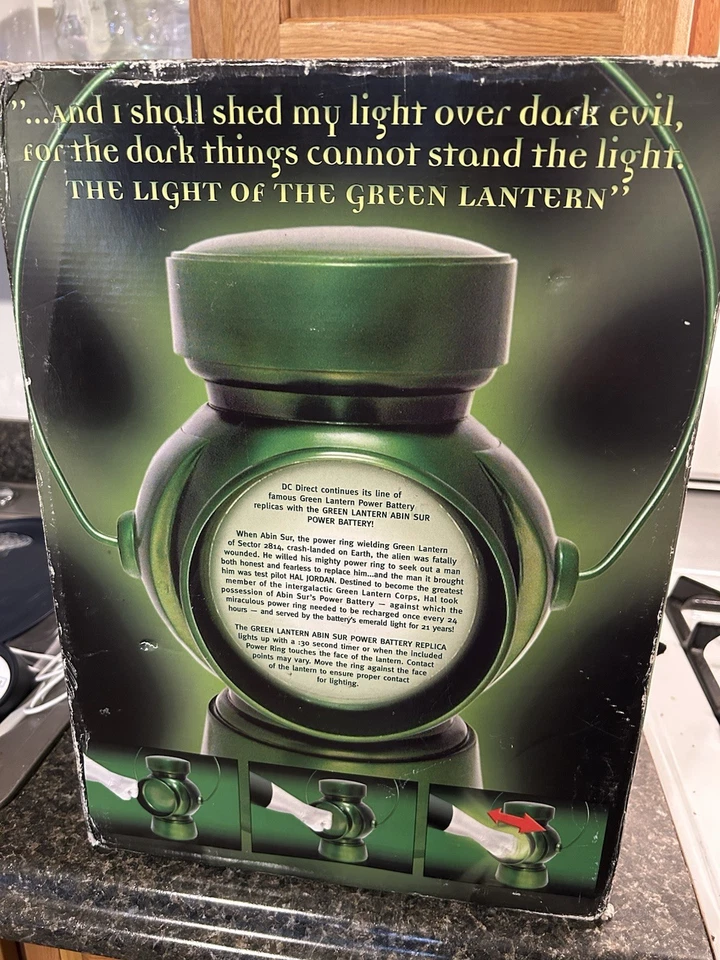 "...And I shall shed my light over dark evil,
for the dark things cannot stand the light.
THE LIGHT OF THE GREEN LANTERN"
DC Direct continues its line of
famous Green Lantern Power Battery
replicas with the GREEN LANTERN ABIN SUR
POWER BATTERY!
When Abin Sur, the power ring wielding Green Lantern
of Sector 2814, crash-landed on Earth, the alien was fatally
wounded. He willed his mighty power ring to seek out a man
both honest and fearless to replace him...and the man it brought
him was test pilot HAL JORDAN. Destined to become the greatest
member of the intergalactic Green Lantern Corps, Hal took
possession of Abin Sur's Power Battery — against which the
miraculous power ring needed to be recharged once every 24
hours — and served by the battery's emerald light for 21 years!
The GREEN LANTERN ABIN SUR POWER BATTERY REPLICA
lights up with a :30 second timer or when the included
Power Ring touches the face of the lantern. Contact
points may vary. Move the ring against the face
of the lantern to ensure proper contact
for lighting.